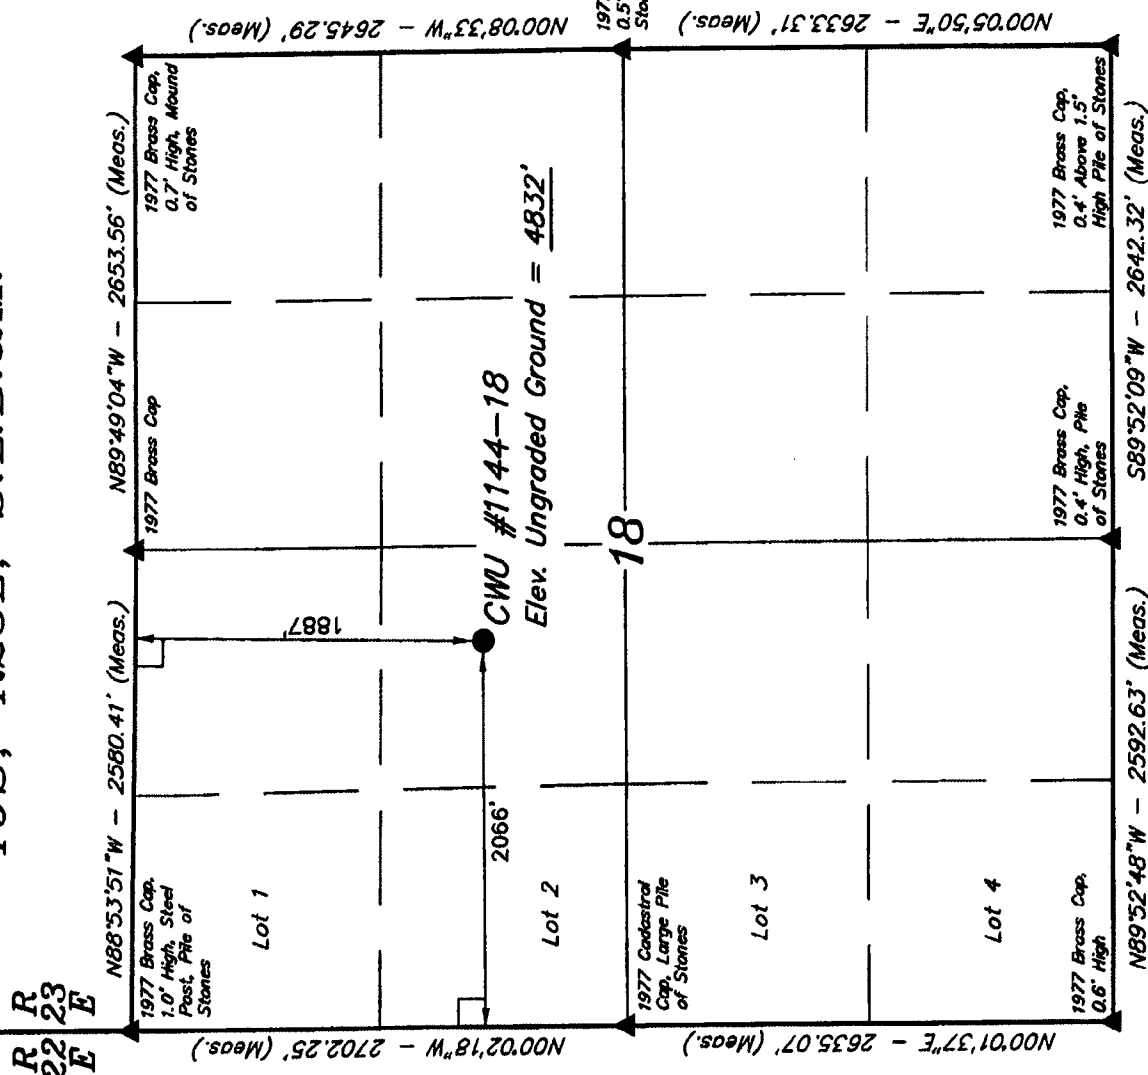 R R
22 23
E E
N88°53'51"W - 2580.41' (Meas.)
N89°49'04"W - 2653.56' (Meas.)
1977 Brass Cap,
1.0' High, Steel
Post, Pile of
Stones
1977 Brass Cap
1977 Brass Cap,
0.7' High, Mound
of Stones
N00°02'18"W - 2702.25' (Meas.)
N00°08'33"W - 2645.29' (Meas.)
Lot 1
1887'
2066'
CWU #1144-18
Elev. Ungraded Ground = 4832'
Lot 2
18
1977 Cadastral
Cap, Large Pile
of Stones
Lot 3
N00°01'37"E - 2635.07' (Meas.)
N00°05'50"E - 2633.31' (Meas.)
Lot 4
1977 Brass Cap,
0.6' High
1977 Brass Cap,
0.4' High, Pile
of Stones
1977 Brass Cap,
0.4' Above 1.5'
High Pile of Stones
N89°52'48"W - 2592.63' (Meas.)
S89°52'09"W - 2642.32' (Meas.)